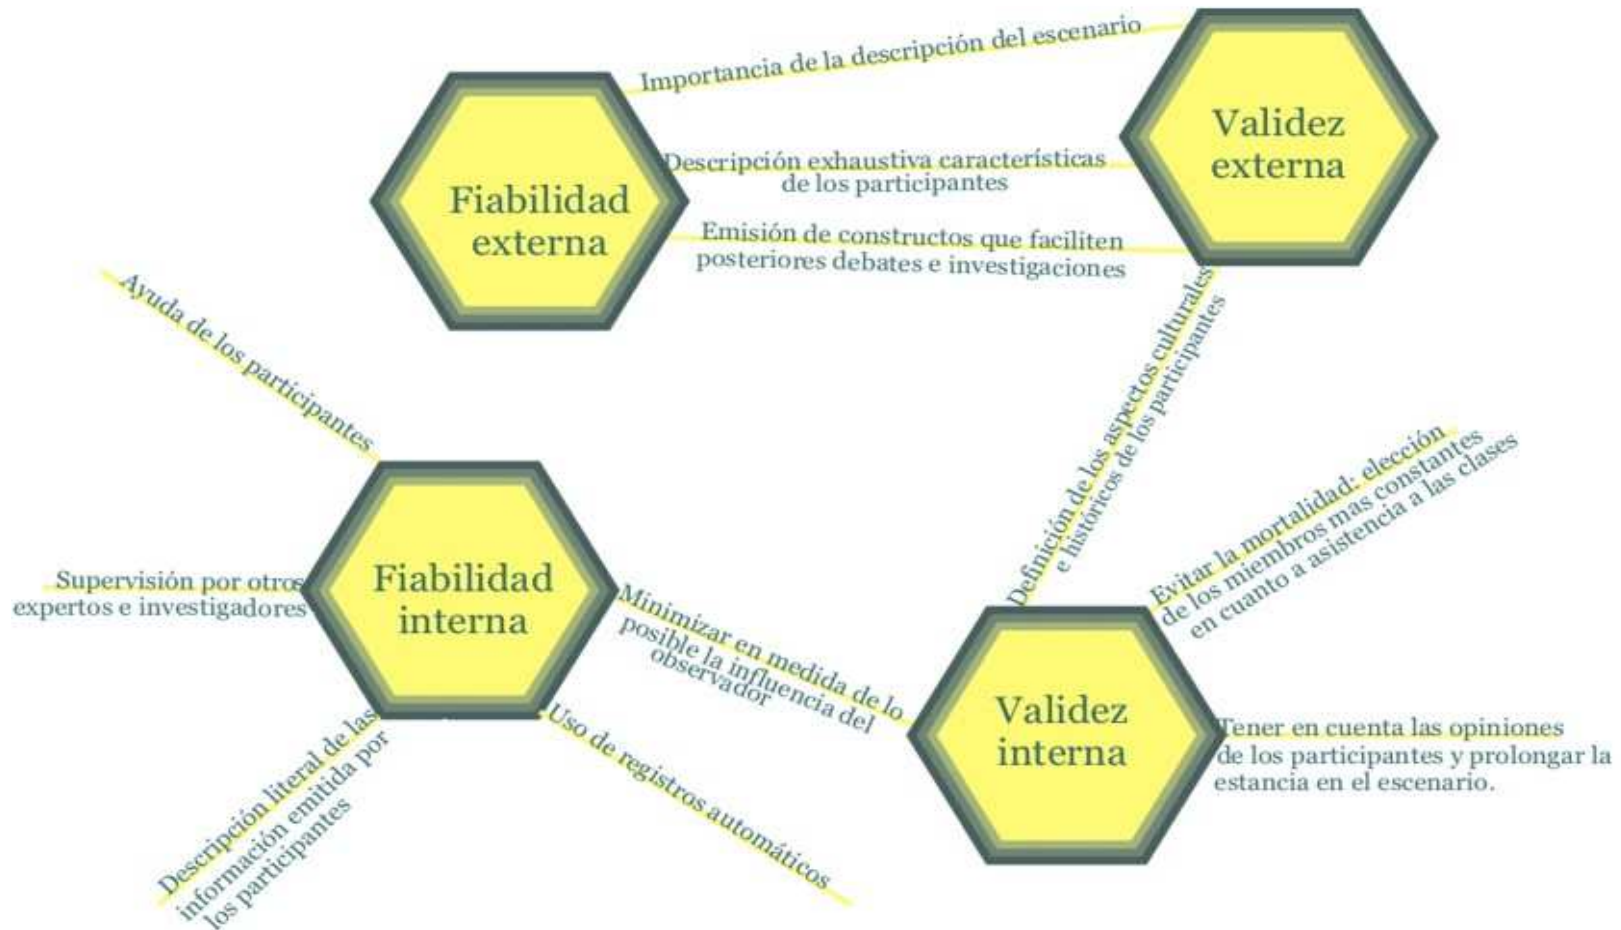 Importancia de la descripción del escenario
Validez
externa
Descripción exhaustiva características
de los participantes
Fiabilidad
externa
Emisión de constructos que faciliten
posteriores debates e investigaciones
Ayuda de los participantes
Definición de los aspectos culturales
e históricos de los participantes
Evitar la mortalidad: elección
de los miembros mas constantes
en cuanto a asistencia a las clases
Supervisión por otros
expertos e investigadores
Fiabilidad
interna
Minimizar en medida de lo
posible la influencia del
observador
Validez
interna
Tener en cuenta las opiniones
de los participantes y prolongar la
estancia en el escenario.
Descripción literal de las
información emitida por
los participantes
Uso de registros automáticos